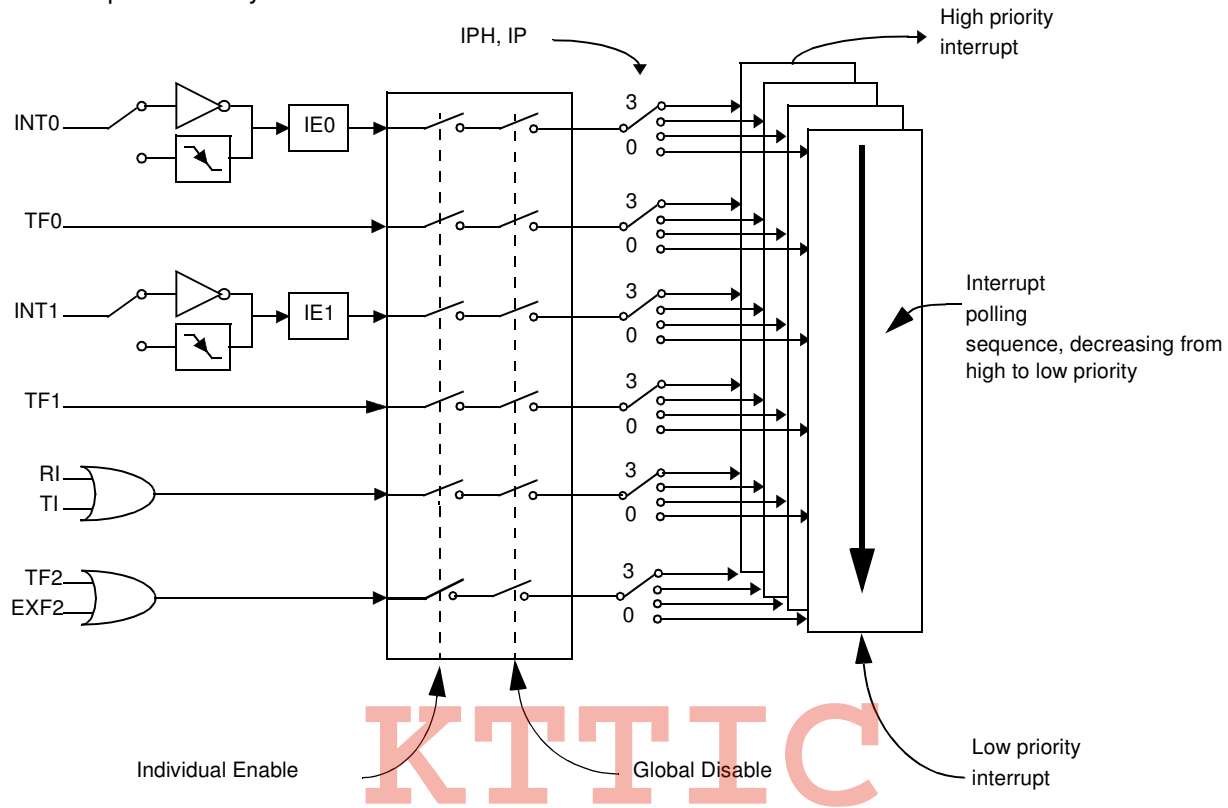 High priority
interrupt
IPH, IP
INT0
IE0
3
0
TF0
3
0
INT1
IE1
3
0
Interrupt
polling
sequence, decreasing from
high to low priority
TF1
3
0
RI
TI
3
0
TF2
EXF2
3
0
KTTIC
Individual Enable
Global Disable
Low priority
interrupt